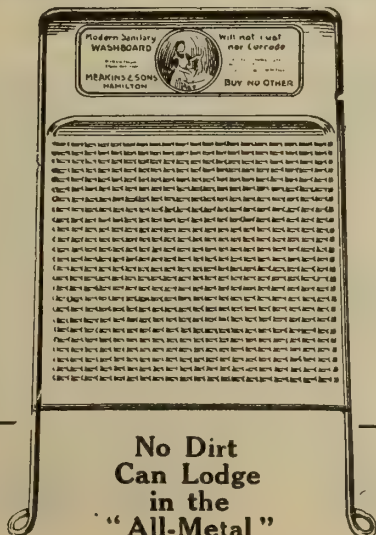 Modern Sanitary
WASHBOARD
MEAKINS & SONS
HAMILTON
Will not rust
nor Corrode
BUY NO OTHER
No Dirt
Can Lodge
in the
"All-Metal"